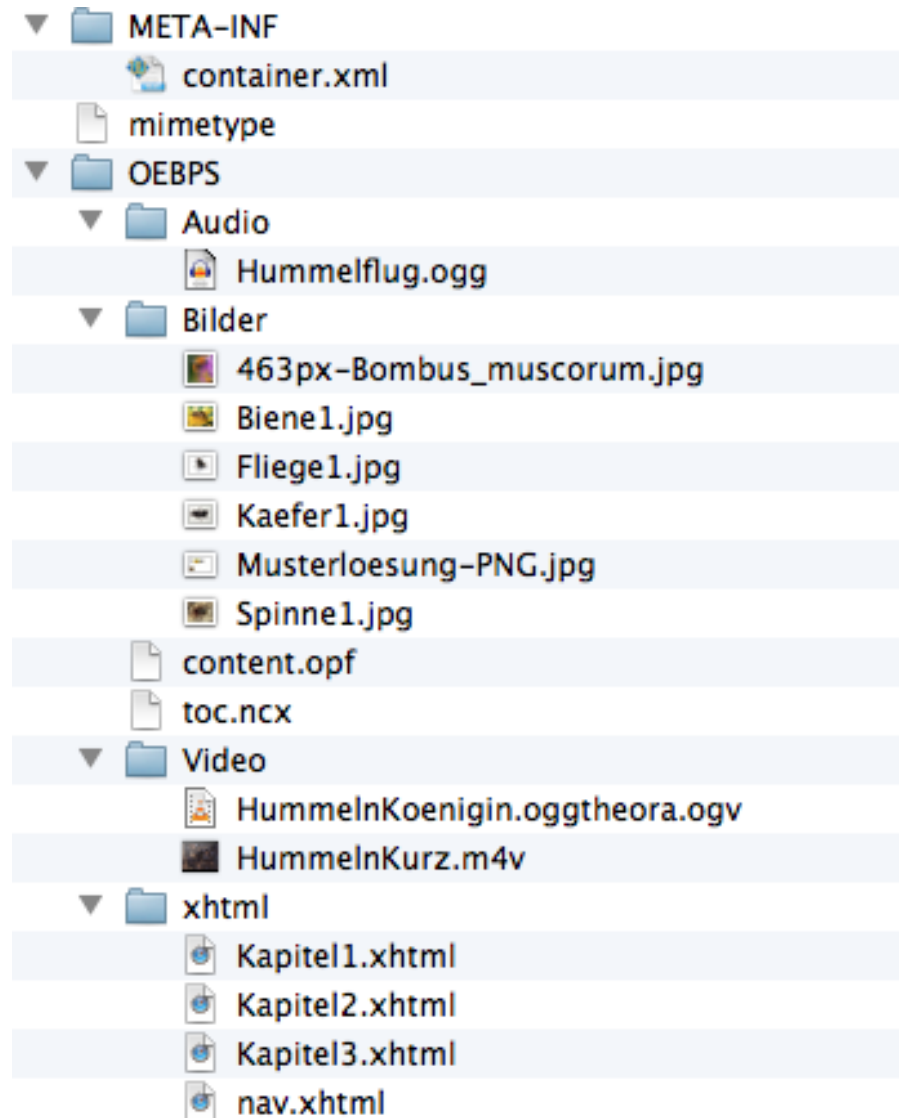 META-INF
container.xml
mimetype
OEBPS
Audio
Hummelflug.ogg
Bilder
463px-Bombus_muscorum.jpg
Biene1.jpg
Fliege1.jpg
Kaefer1.jpg
Musterloesung-PNG.jpg
Spinne1.jpg
content.opf
toc.ncx
Video
HummelnKoenigin.oggtheora.ogv
HummelnKurz.m4v
xhtml
Kapitel1.xhtml
Kapitel2.xhtml
Kapitel3.xhtml
nav.xhtml